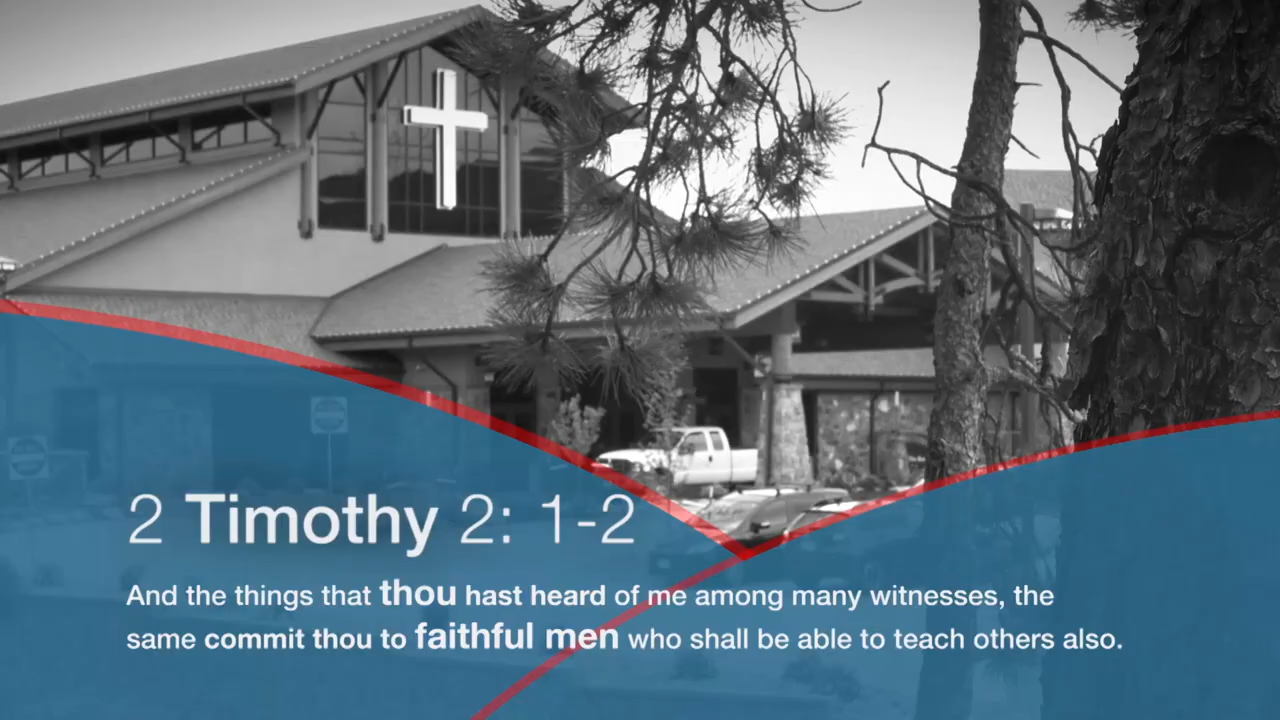 2 Timothy 2: 1-2
And the things that thou hast heard of me among many witnesses, the
same commit thou to faithful men who shall be able to teach others also.